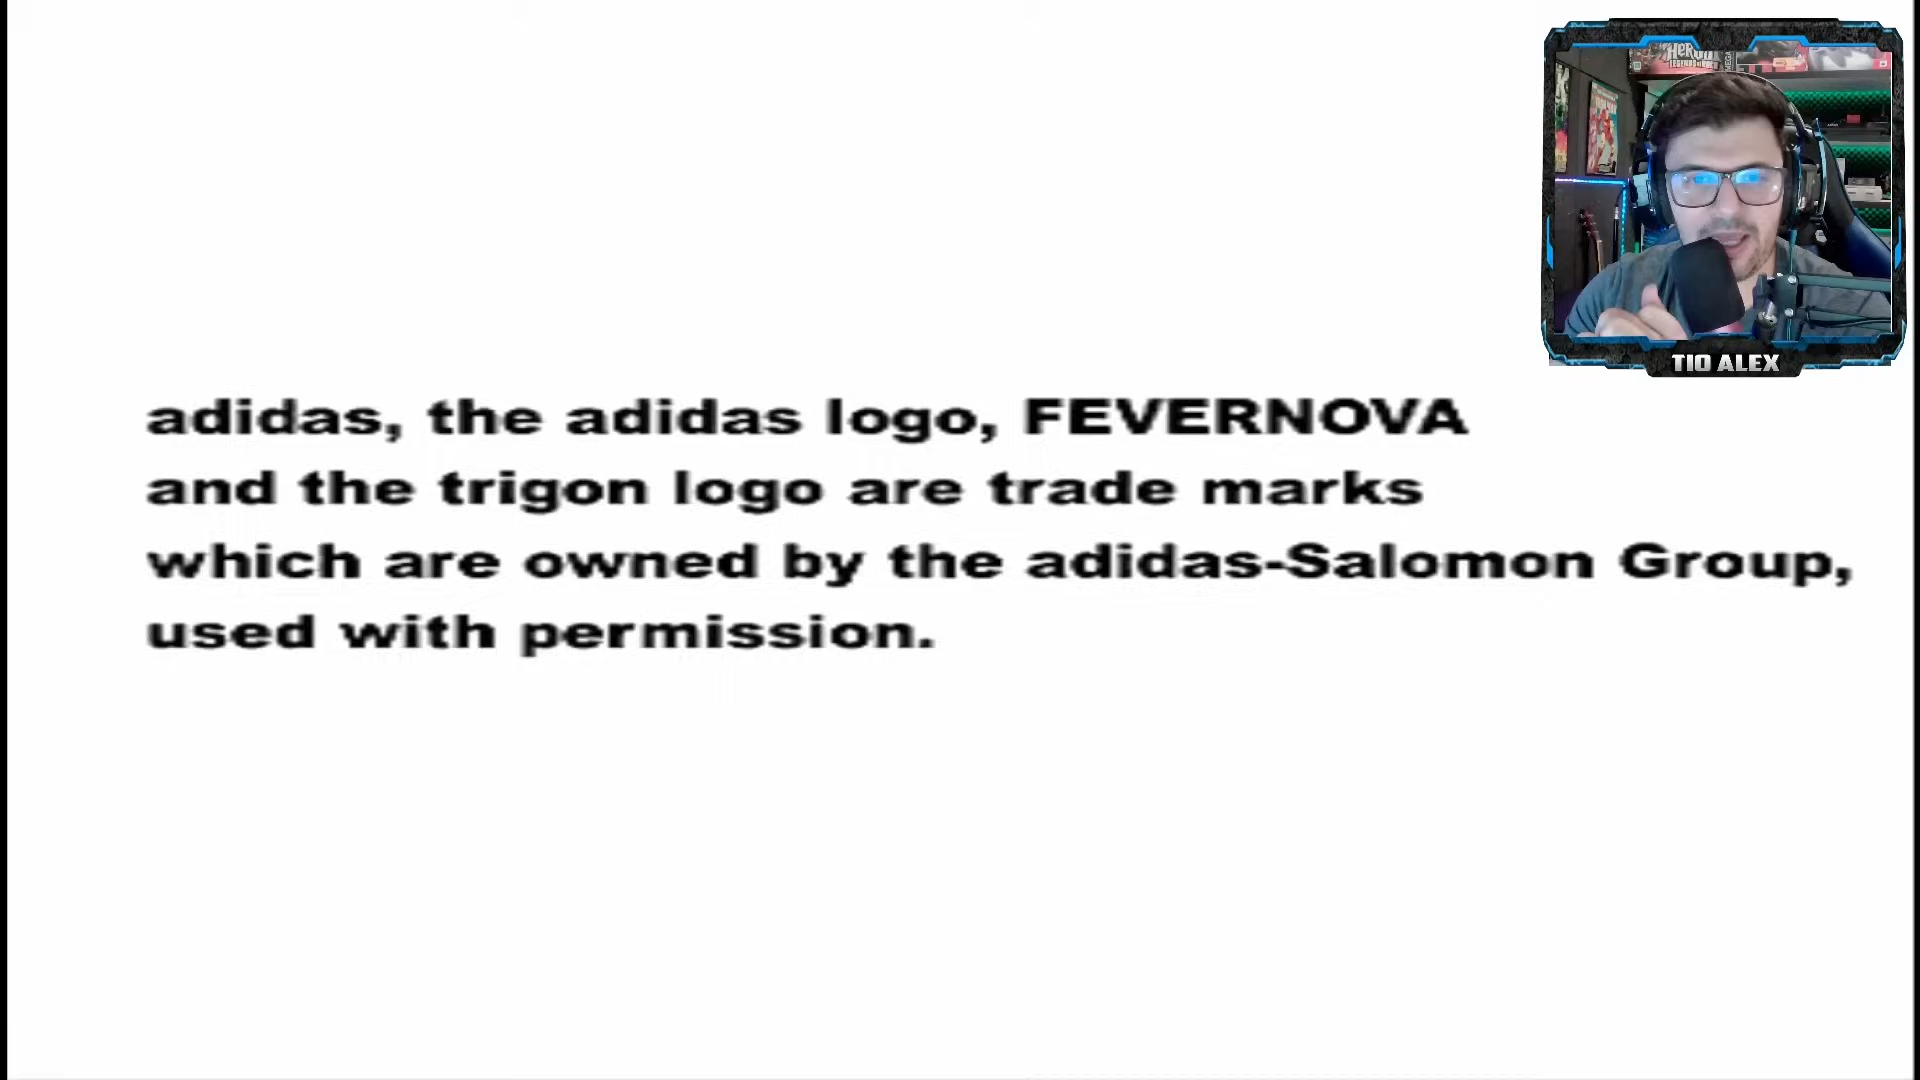 adidas, the adidas logo, FEVERNOVA
and the trigon logo are trade marks
which are owned by the adidas-Salomon Group,
used with permission.
TIO ALEX